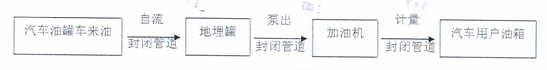 汽车油罐车米油
自流
封闭管道
地埋罐
泵出
封闭管道
加油机
计量
封闭管道
汽车用户油箱